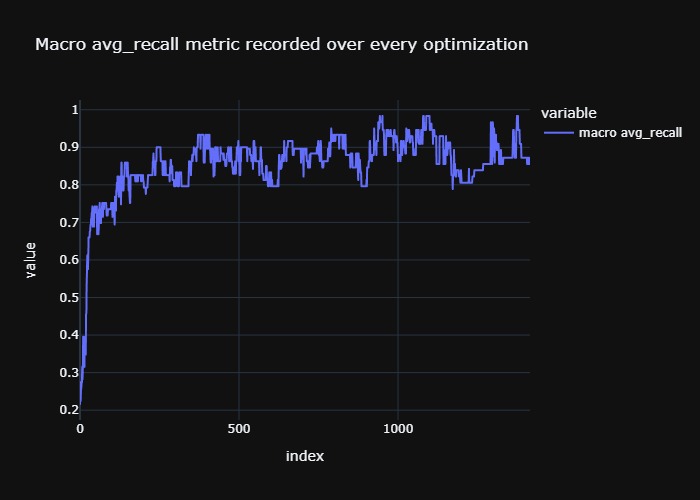 Macro avg_recall metric recorded over every optimization
variable
macro avg_recall
1
0.9
0.8
0.7
0.6
0.5
0.4
0.3
0.2
value
0
500
1000
index